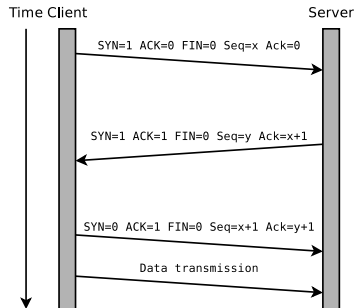 Time Client Server
SYN=1 ACK=0 FIN=0 Seq=x Ack=0
SYN=1 ACK=1 FIN=0 Seq=y Ack=x+1
SYN=0 ACK=1 FIN=0 Seq=x+1 Ack=y+1
Data transmission